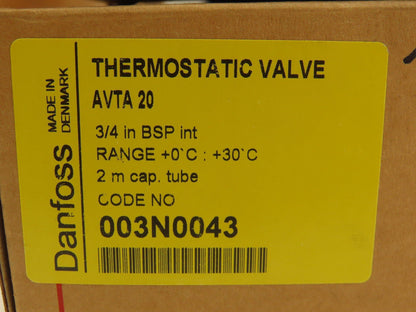 THERMOSTATIC VALVE
AVTA 20
3/4 in BSP int
RANGE +0°C : +30°C
2 m cap. tube
CODE NO
003N0043
Danfoss
MADE IN
DENMARK